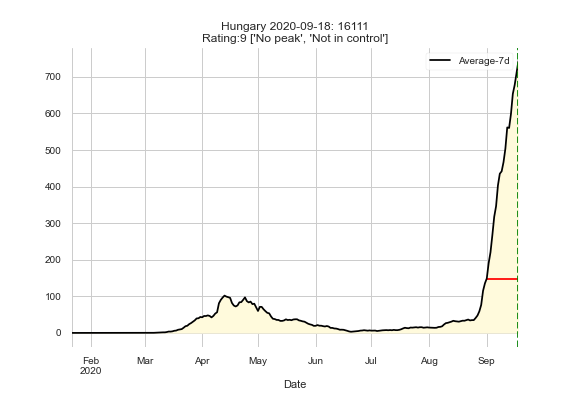 Hungary 2020-09-18: 16111
Rating:9 ['No peak', 'Not in control']
Average-7d
700
600
500
400
300
200
100
0
Feb Mar Apr May Jun Jul Aug Sep
2020
Date